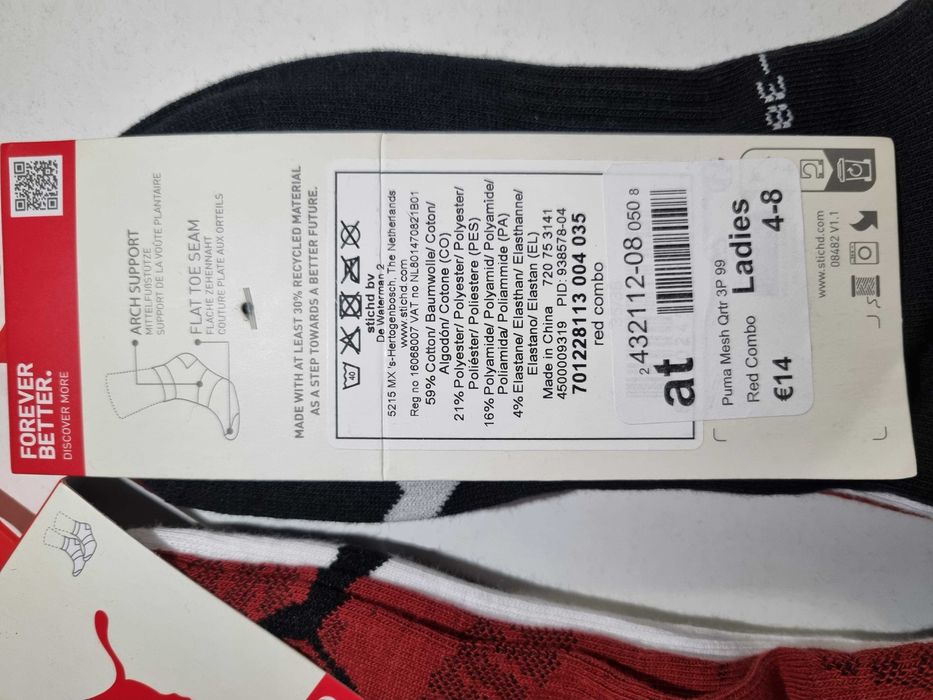 FOREVER
BETTER.
DISCOVER MORE
ARCH SUPPORT
MITTELFUßSTÜTZE
SUPPORT DE LA VOÛTE PLANTAIRE
FLAT TOE SEAM
FLACHE ZEHENNAHT
COUTURE PLATE AUX ORTEILS
MADE WITH AT LEAST 30% RECYCLED MATERIAL
AS A STEP TOWARDS A BETTER FUTURE.
40
stichd bv
De Waterman 2
5215 MX 's-Hertogenbosch, The Netherlands
www.stichd.com
Reg no 16068007 VAT no NL801470821B01
59% Cotton/ Baumwolle/ Coton/
Algodón/ Cotone (CO)
21% Polyester/ Polyester/ Polyester/
Poliéster/ Poliestere (PES)
16% Polyamide/ Polyamid/ Polyamide/
Poliamida/ Poliammide (PA)
4% Elastane/ Elasthan/ Elasthanne/
Elastano/ Elastan (EL)
Made in China 720 75 3141
4500009319 PID: 938578-04
701228113 004 035
red combo
2 432112-08 050 8
at
Puma Mesh Qrtr 3P 99
Red Combo Ladies
€14 4-8
www.stichd.com
08482 V1.1